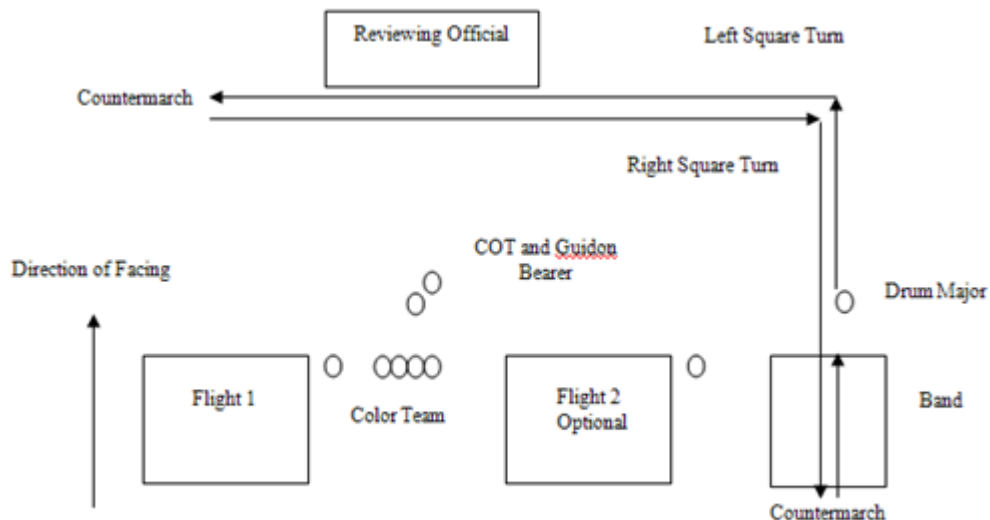 Reviewing Official
Left Square Turn
Countermarch
Right Square Turn
COT and Guidon
Bearer
Direction of Facing
Drum Major
Flight 1
Flight 2
Optional
Color Team
Band
Countermarch